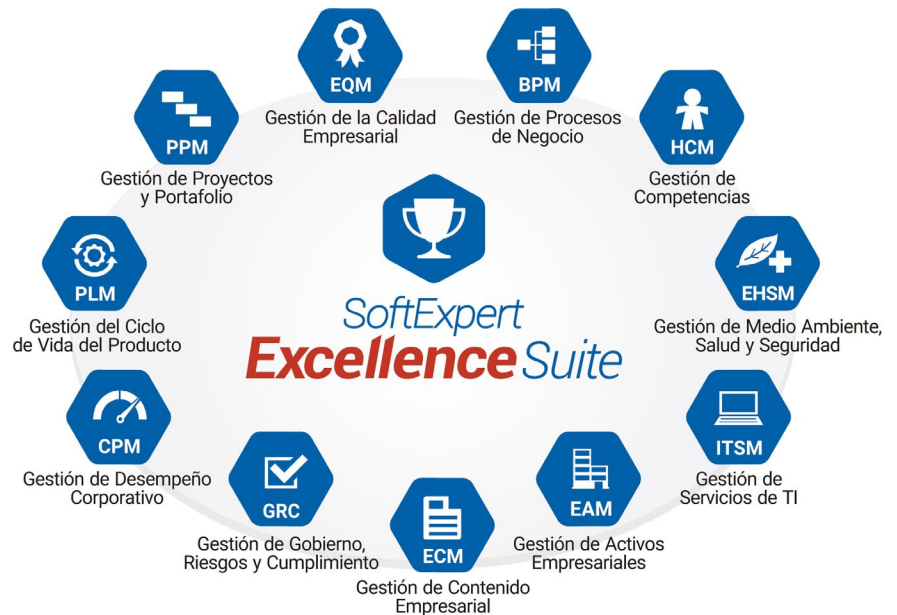 EQM
Gestión de la Calidad
Empresarial
BPM
Gestión de Procesos
de Negocio
PPM
Gestión de Proyectos
y Portafolio
HCM
Gestión de
Competencias
PLM
Gestión del Ciclo
de Vida del Producto
SoftExpert
Excellence Suite
EHSM
Gestión de Medio Ambiente,
Salud y Seguridad
CPM
Gestión de Desempeño
Corporativo
ITSM
Gestión de
Servicios de TI
GRC
Gestión de Gobierno,
Riesgos y Cumplimiento
ECM
Gestión de Contenido
Empresarial
EAM
Gestión de Activos
Empresariales